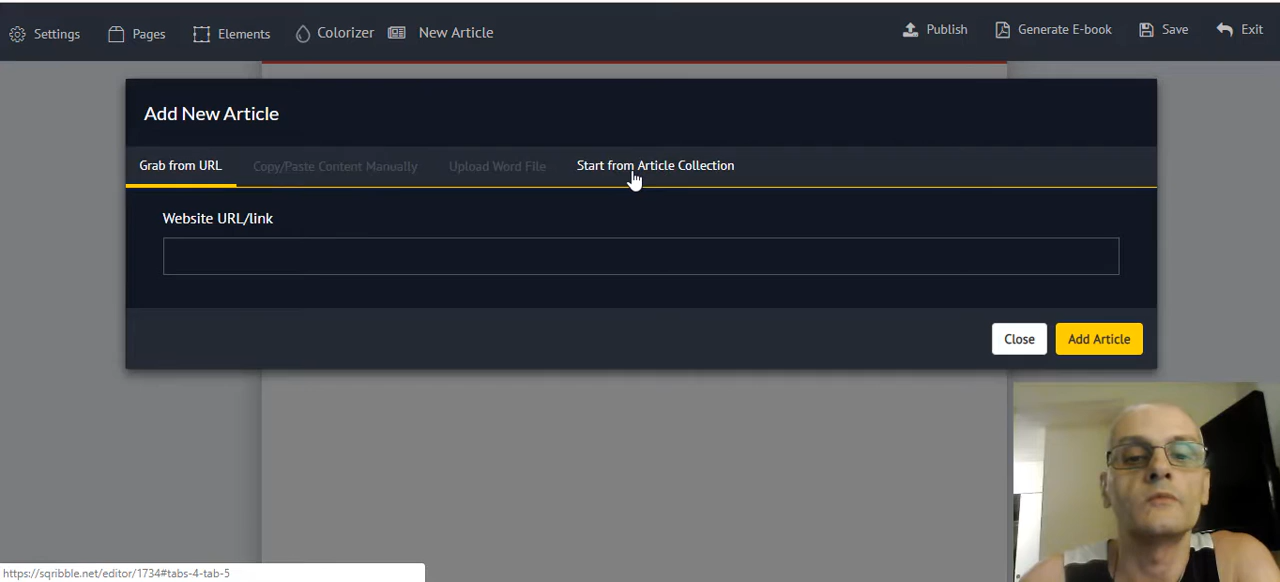 Settings Pages Elements Colorizer New Article Publish Generate E-book Save Exit
Add New Article
Grab from URL Copy/Paste Content Manually Upload Word File Start from Article Collection
Website URL/link
Close Add Article
https://sqribble.net/editor/1734#tabs-4-tab-5